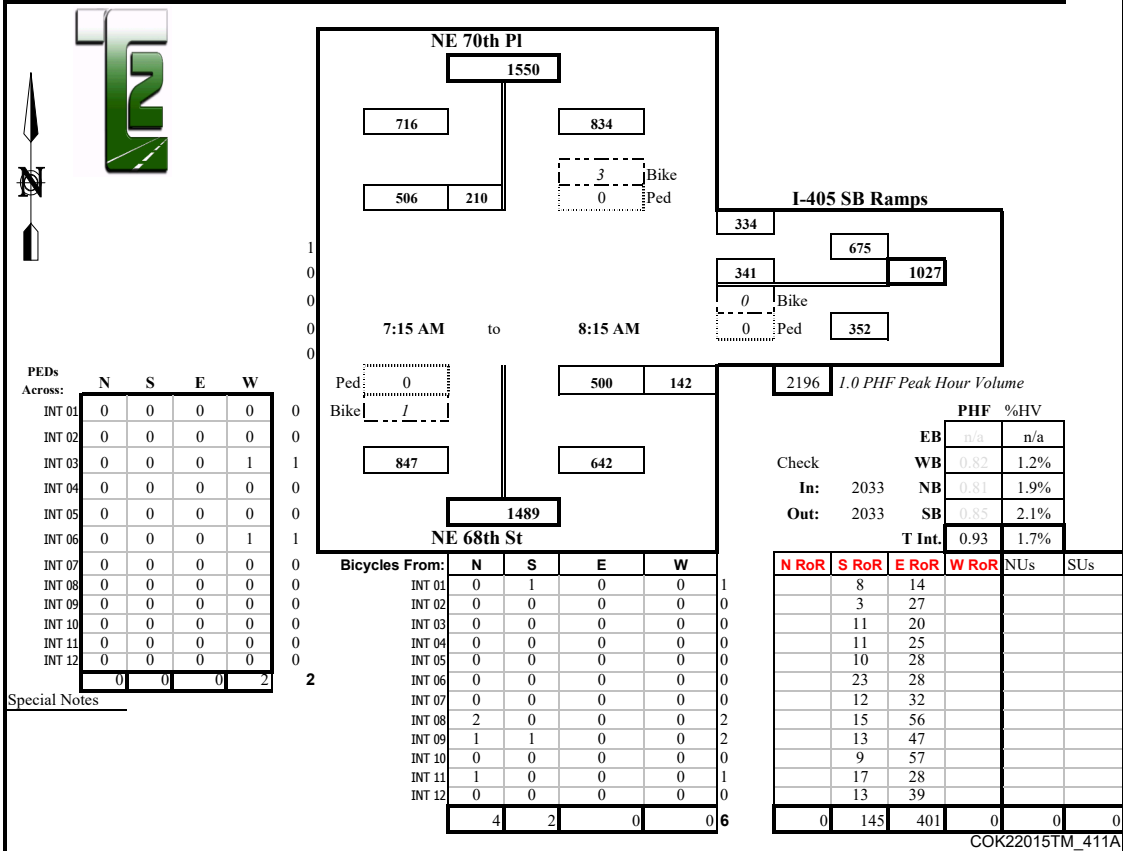 T2
N
NE 70th Pl
1550
716 834
3 Bike
506 210 0 Ped
I-405 SB Ramps
334
1 675
0 341 1027
0 0 Bike
0 7:15 AM to 8:15 AM 0 Ped 352
0
Ped 0 500 142 2196 1.0 PHF Peak Hour Volume
Bike 1
847 642
1489
NE 68th St
PHF %HV
EB n/a n/a
Check WB 0.82 1.2%
In: 2033 NB 0.81 1.9%
Out: 2033 SB 0.85 2.1%
T Int. 0.93 1.7%
PEDs
Across: N S E W
INT 01 0 0 0 0 0
INT 02 0 0 0 0 0
INT 03 0 0 0 1 1
INT 04 0 0 0 0 0
INT 05 0 0 0 0 0
INT 06 0 0 0 1 1
INT 07 0 0 0 0 0
INT 08 0 0 0 0 0
INT 09 0 0 0 0 0
INT 10 0 0 0 0 0
INT 11 0 0 0 0 0
INT 12 0 0 0 0 0
0 0 0 2 2
Special Notes
Bicycles From: N S E W
INT 01 0 1 0 0 1
INT 02 0 0 0 0 0
INT 03 0 0 0 0 0
INT 04 0 0 0 0 0
INT 05 0 0 0 0 0
INT 06 0 0 0 0 0
INT 07 0 0 0 0 0
INT 08 2 0 0 0 2
INT 09 1 1 0 0 2
INT 10 0 0 0 0 0
INT 11 1 0 0 0 1
INT 12 0 0 0 0 0
4 2 0 0 6
N RoR S RoR E RoR W RoR NUs SUs
8 14
3 27
11 20
11 25
10 28
23 28
12 32
15 56
13 47
9 57
17 28
13 39
0 145 401 0 0 0
COK22015TM_411A